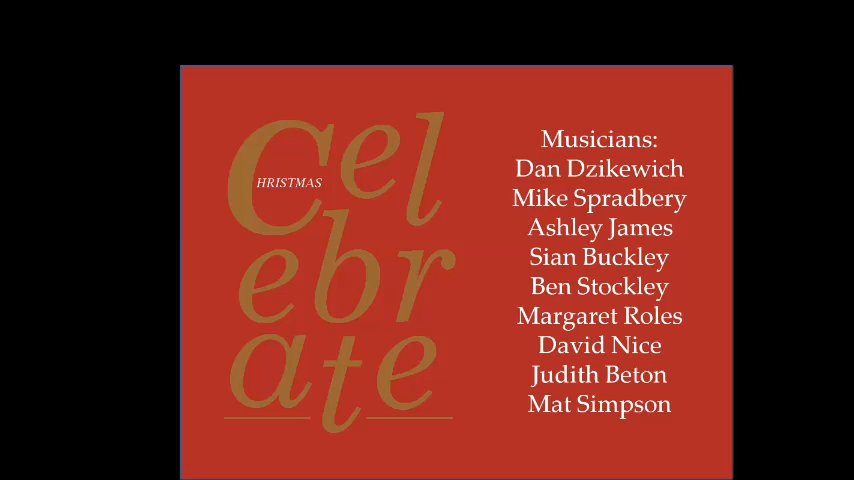 Cel
HRISTMAS
ebr
ate
Musicians:
Dan Dzikewich
Mike Spradbery
Ashley James
Sian Buckley
Ben Stockley
Margaret Roles
David Nice
Judith Beton
Mat Simpson